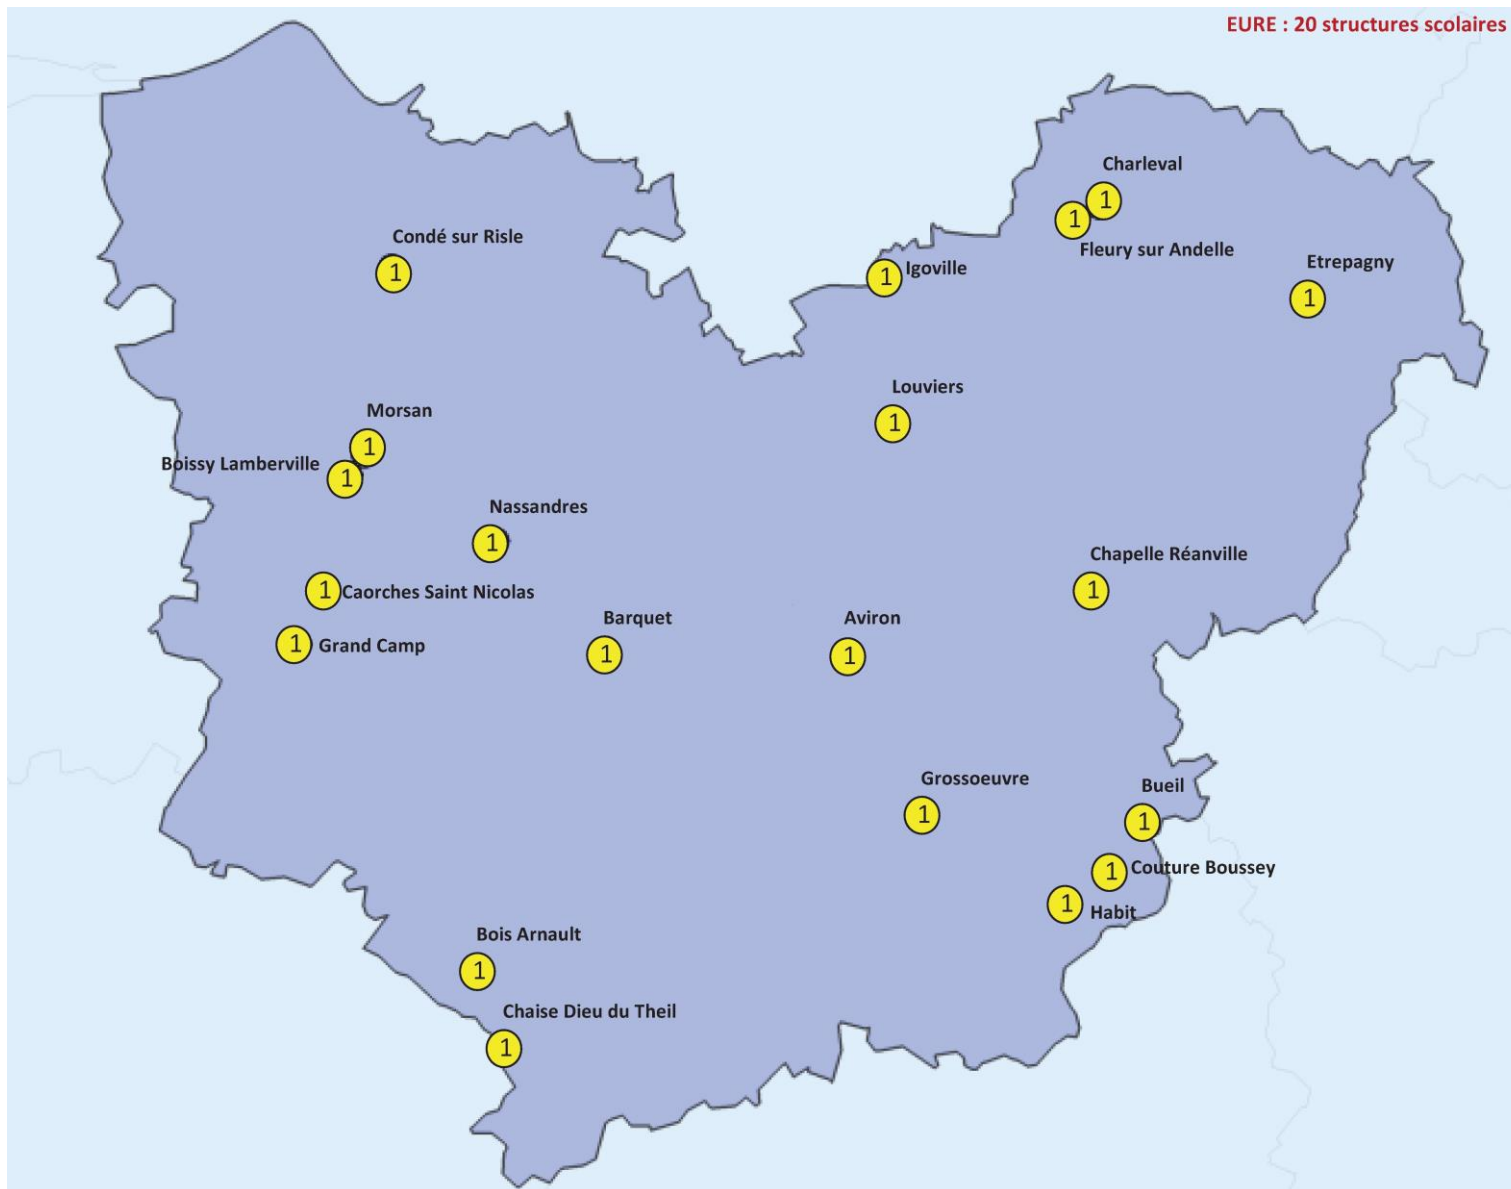 EURE : 20 structures scolaires
Charleval
1
1
Fleury sur Andelle
Condé sur Risle
1
Igoville
1
Etrepagny
1
Louviers
1
Morsan
1
Boissy Lamberville
1
Nassandres
1
Chapelle Réanville
1
1
Caorches Saint Nicolas
Barquet
1
Aviron
1
1
Grand Camp
Grossoeuvre
1
Bueil
1
1
Couture Boussey
1
Habit
Bois Arnault
1
Chaise Dieu du Theil
1